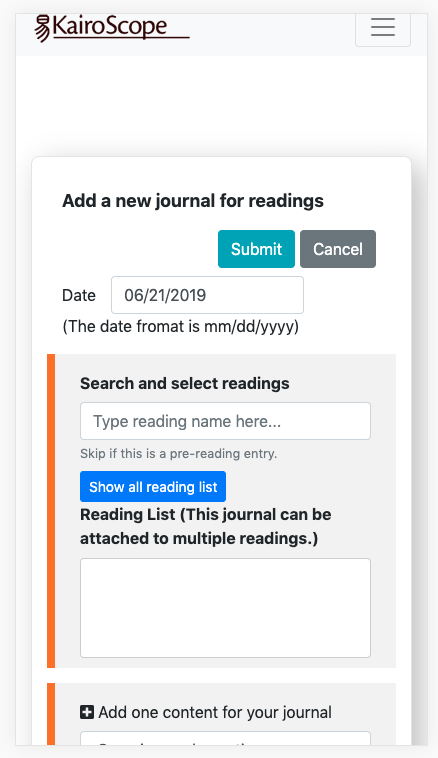 KairoScope
Add a new journal for readings
Submit Cancel
Date 06/21/2019
(The date fromat is mm/dd/yyyy)
Search and select readings
Type reading name here...
Skip if this is a pre-reading entry.
Show all reading list
Reading List (This journal can be
attached to multiple readings.)
Add one content for your journal